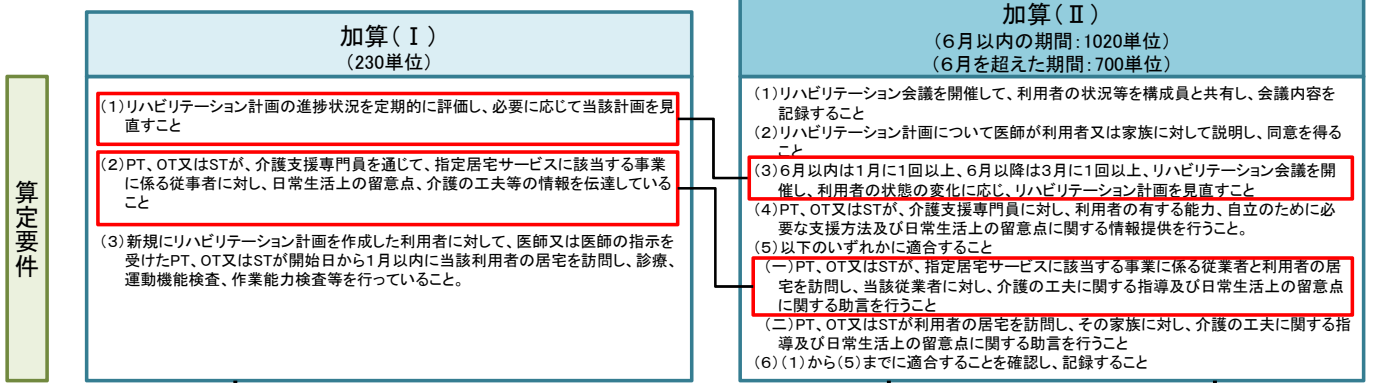 算定要件
加算(Ⅰ)
(230単位)
(1)リハビリテーション計画の進捗状況を定期的に評価し、必要に応じて当該計画を見
直すこと
(2)PT、OT又はSTが、介護支援専門員を通じて、指定居宅サービスに該当する事業
に係る従事者に対し、日常生活上の留意点、介護の工夫等の情報を伝達している
こと
(3)新規にリハビリテーション計画を作成した利用者に対して、医師又は医師の指示を
受けたPT、OT又はSTが開始日から1月以内に当該利用者の居宅を訪問し、診療、
運動機能検査、作業能力検査等を行っていること。
加算(Ⅱ)
(6月以内の期間:1020単位)
(6月を超えた期間:700単位)
(1)リハビリテーション会議を開催して、利用者の状況等を構成員と共有し、会議内容を
記録すること
(2)リハビリテーション計画について医師が利用者又は家族に対して説明し、同意を得る
こと
(3)6月以内は1月に1回以上、6月以降は3月に1回以上、リハビリテーション会議を開
催し、利用者の状態の変化に応じ、リハビリテーション計画を見直すこと
(4)PT、OT又はSTが、介護支援専門員に対し、利用者の有する能力、自立のために必
要な支援方法及び日常生活上の留意点に関する情報提供を行うこと。
(5)以下のいずれかに適合すること
(一)PT、OT又はSTが、指定居宅サービスに該当する事業に係る従業者と利用者の居
宅を訪問し、当該従業者に対し、介護の工夫に関する指導及び日常生活上の留意点
に関する助言を行うこと
(二)PT、OT又はSTが利用者の居宅を訪問し、その家族に対し、介護の工夫に関する指
導及び日常生活上の留意点に関する助言を行うこと
(6)(1)から(5)までに適合することを確認し、記録すること